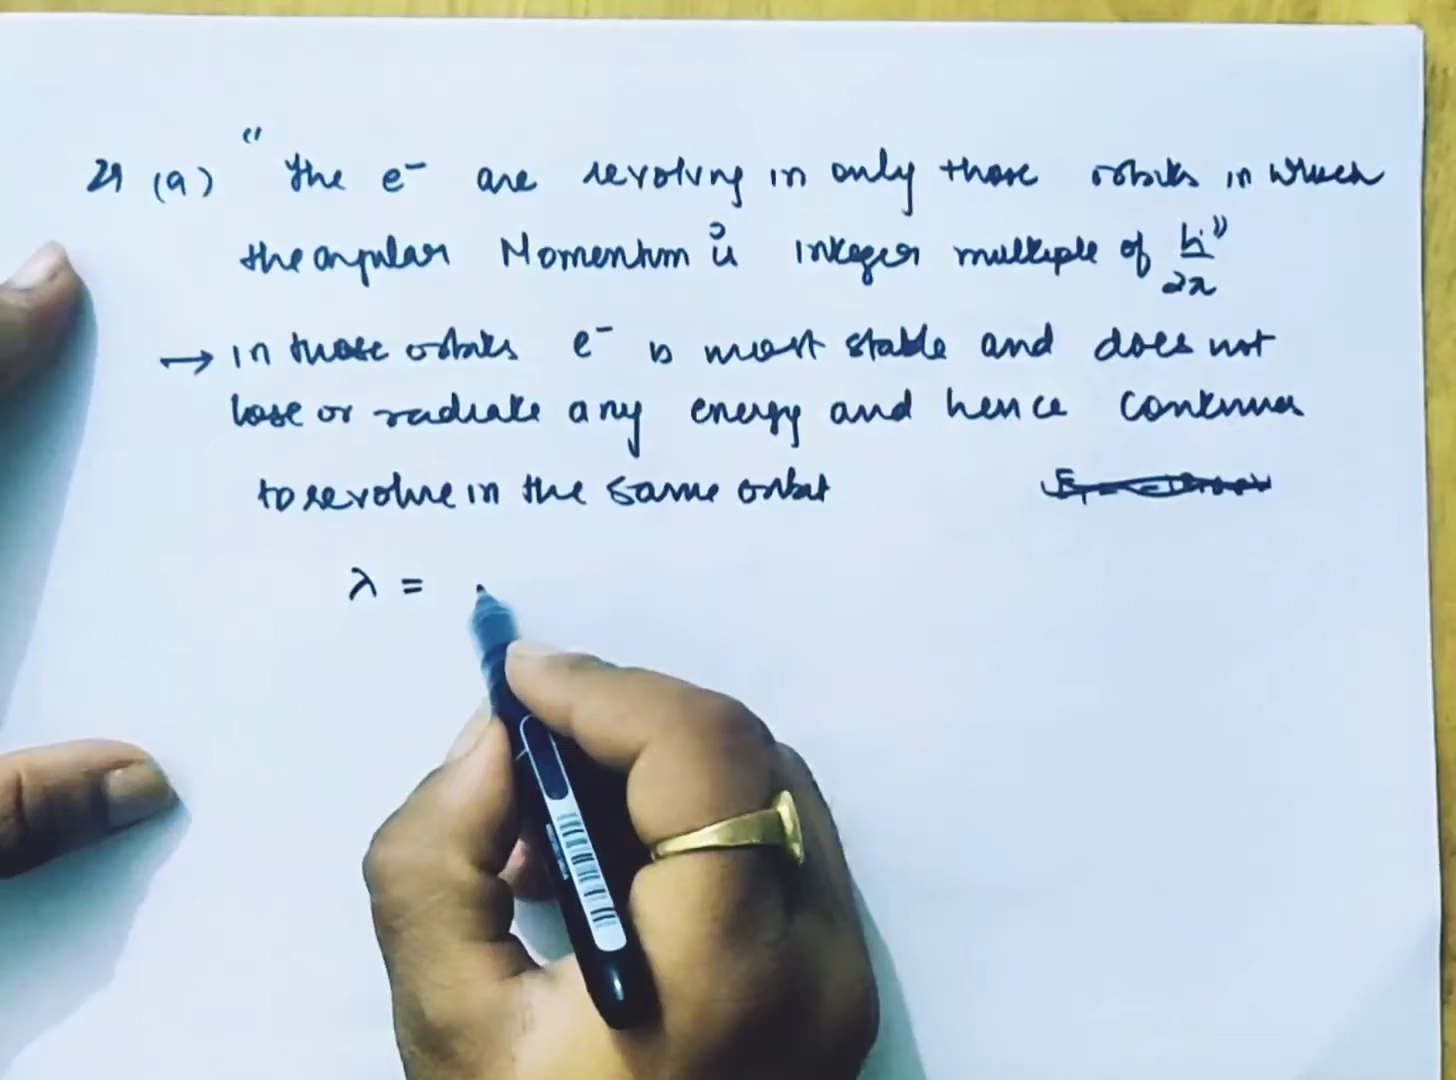 29 (a) " The e⁻ are revolving in only those orbits in which
the angular Momentum is integer multiple of h/2π "
→ in those orbits e⁻ is most stable and does not
lose or radiate any energy and hence continues
to revolve in the same orbit
λ =